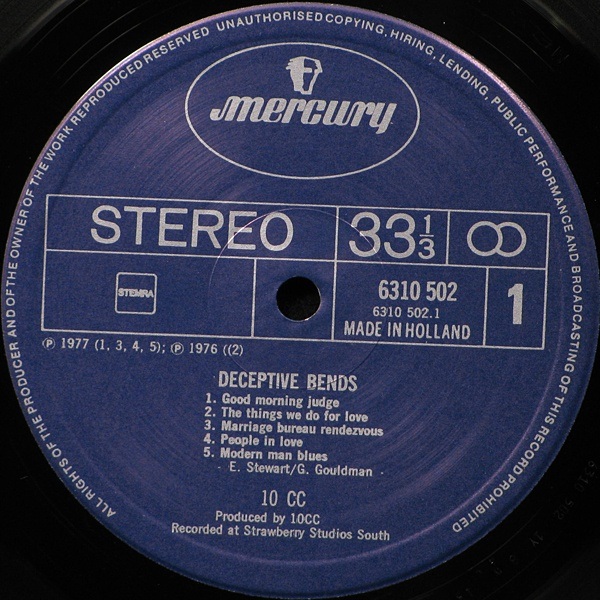 ALL RIGHTS OF THE PRODUCER AND OF THE OWNER OF THE WORK REPRODUCED RESERVED UNAUTHORISED COPYING, HIRING, LENDING, PUBLIC PERFORMANCE AND BROADCASTING OF THIS RECORD PROHIBITED
mercury
STEREO 33 1/3
STEMRA
6310 502
6310 502.1
MADE IN HOLLAND
1
℗ 1977 (1, 3, 4, 5); ℗ 1976 ((2)
DECEPTIVE BENDS
1. Good morning judge
2. The things we do for love
3. Marriage bureau rendezvous
4. People in love
5. Modern man blues
- E. Stewart/G. Gouldman -
10 CC
Produced by 10CC
Recorded at Strawberry Studios South